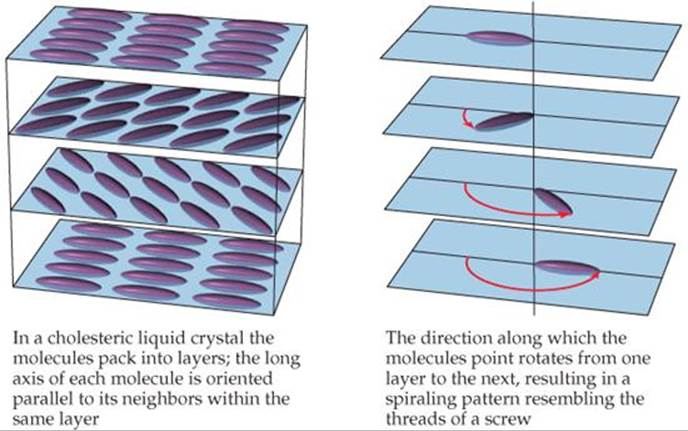 In a cholesteric liquid crystal the
molecules pack into layers; the long
axis of each molecule is oriented
parallel to its neighbors within the
same layer
The direction along which the
molecules point rotates from one
layer to the next, resulting in a
spiraling pattern resembling the
threads of a screw